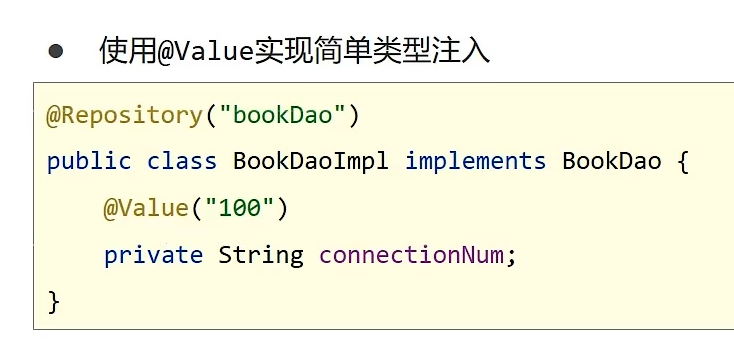 ● 使用@Value实现简单类型注入
@Repository("bookDao")
public class BookDaoImpl implements BookDao {
    @Value("100")
    private String connectionNum;
}